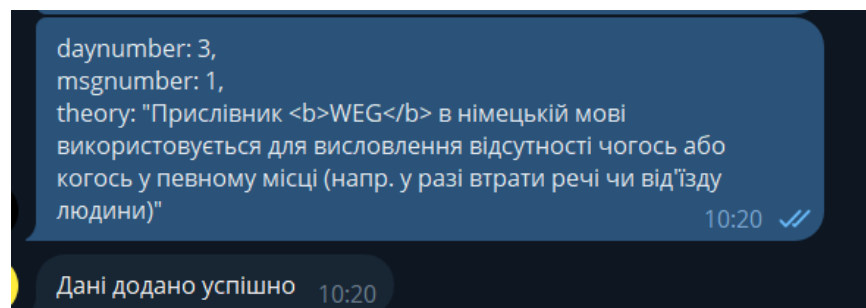 daynumber: 3,
msgnumber: 1,
theory: "Прислівник <b>WEG</b> в німецькій мові
використовується для висловлення відсутності чогось або
когось у певному місці (напр. у разі втрати речі чи від'їзду
людини)"
10:20
Дані додано успішно 10:20